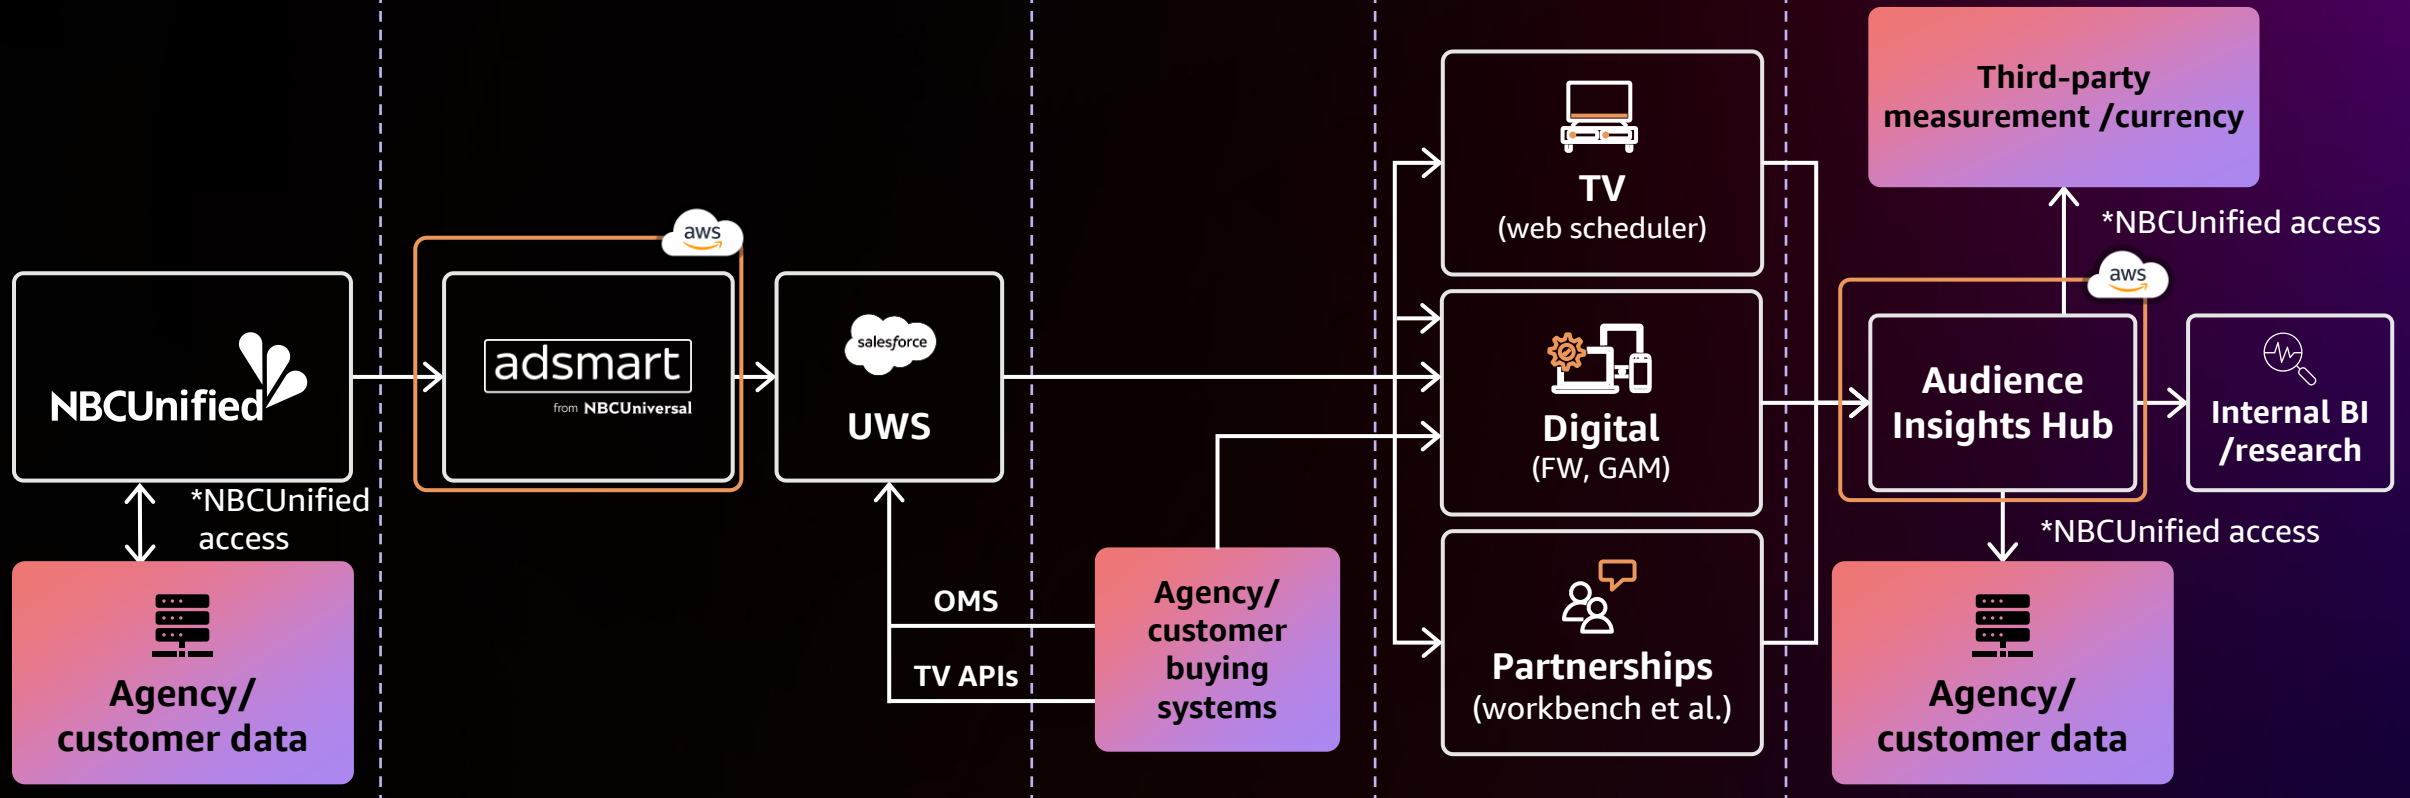 NBCUnified
*NBCUnified
access
Agency/
customer data
aws
adsmart
from NBCUniversal
salesforce
UWS
OMS
TV APIs
Agency/
customer
buying
systems
TV
(web scheduler)
Digital
(FW, GAM)
Partnerships
(workbench et al.)
Third-party
measurement /currency
*NBCUnified access
aws
Audience
Insights Hub
Internal BI
/research
*NBCUnified access
Agency/
customer data